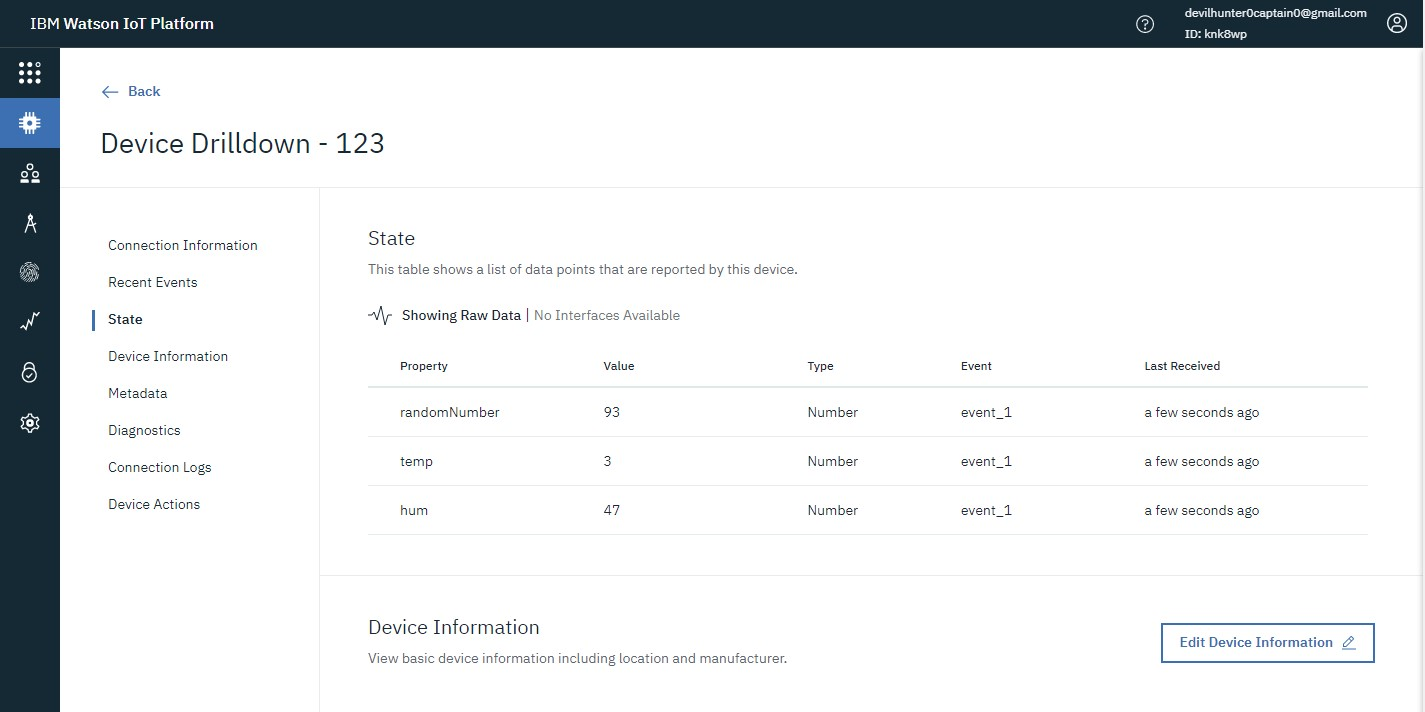 IBM Watson IoT Platform
devilhunter0captain0@gmail.com
ID: knk8wp
Back
Device Drilldown - 123
Connection Information
Recent Events
State
Device Information
Metadata
Diagnostics
Connection Logs
Device Actions
State
This table shows a list of data points that are reported by this device.
Showing Raw Data | No Interfaces Available
Property Value Type Event Last Received
randomNumber 93 Number event_1 a few seconds ago
temp 3 Number event_1 a few seconds ago
hum 47 Number event_1 a few seconds ago
Device Information
View basic device information including location and manufacturer.
Edit Device Information